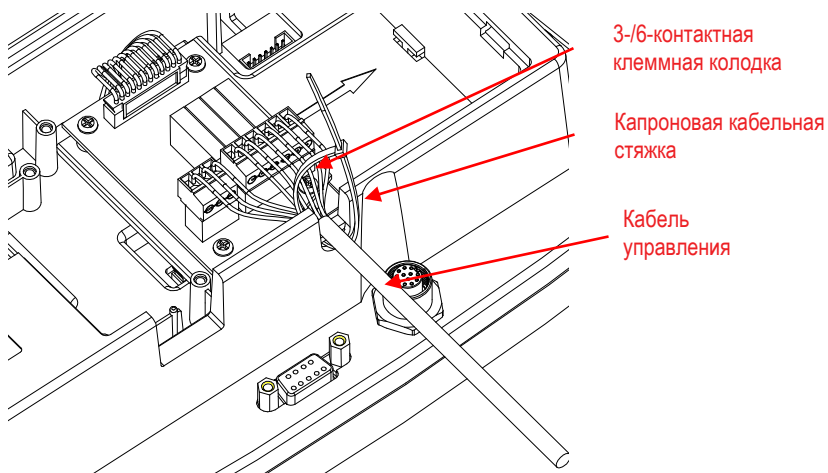 3-/6-контактная
клеммная колодка
Капроновая кабельная
стяжка
Кабель
управления